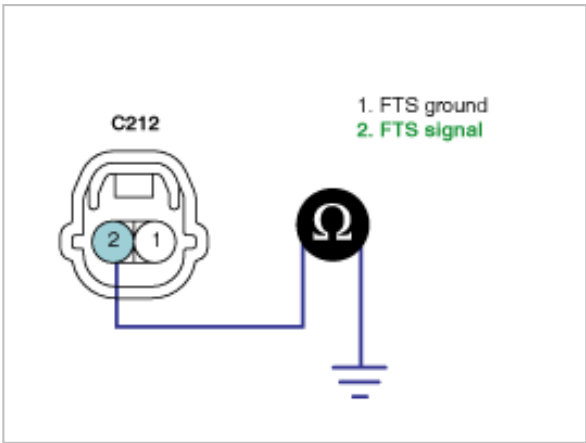 1. FTS ground
C212
2. FTS signal
2
1
Ω